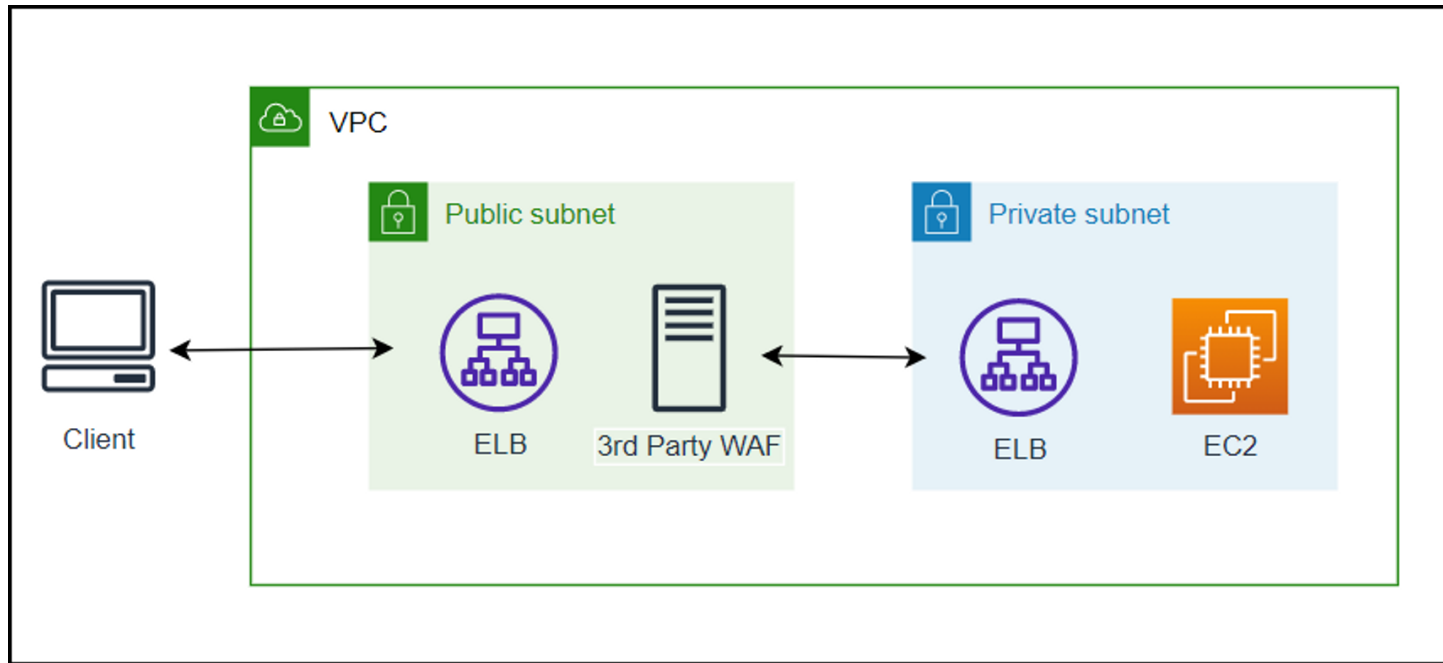 VPC
Public subnet
Private subnet
Client
ELB
3rd Party WAF
ELB
EC2